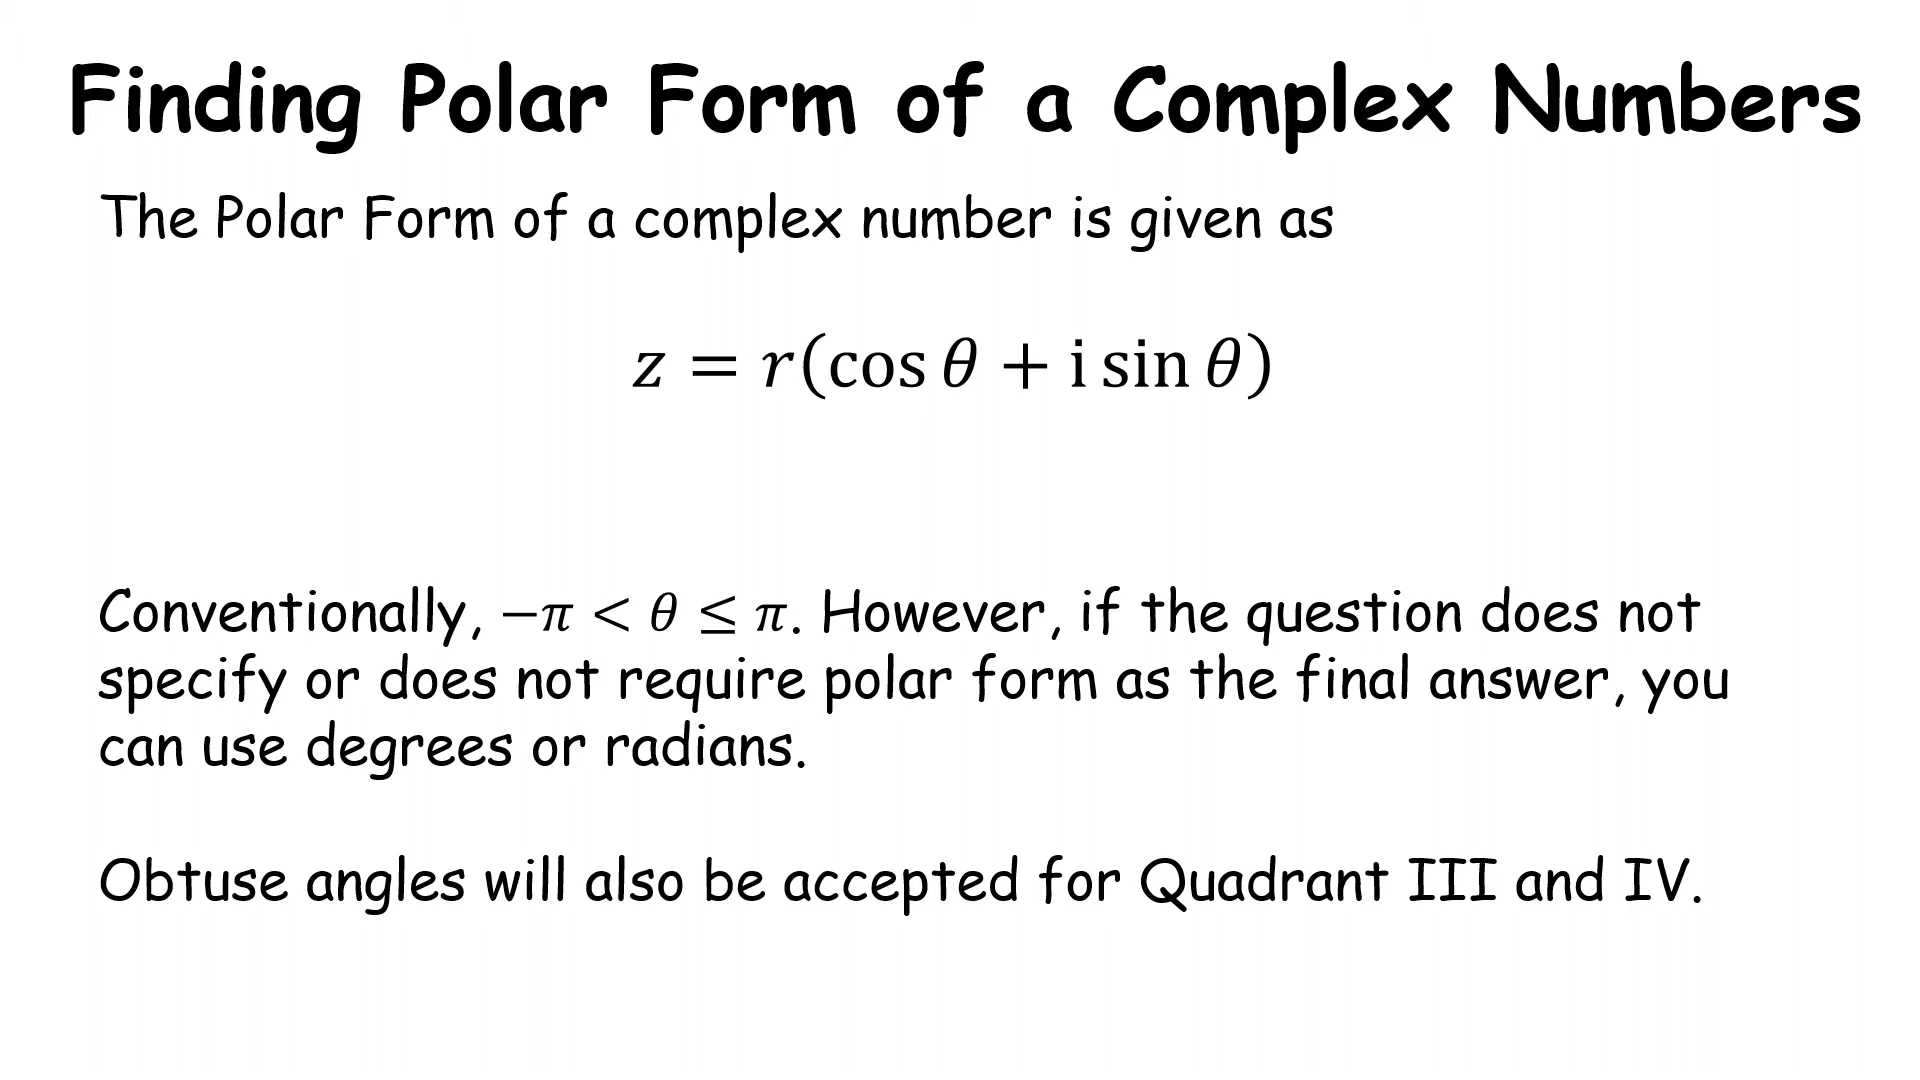 Finding Polar Form of a Complex Numbers
The Polar Form of a complex number is given as
z = r(cos θ + i sin θ)
Conventionally, −π < θ ≤ π. However, if the question does not
specify or does not require polar form as the final answer, you
can use degrees or radians.
Obtuse angles will also be accepted for Quadrant III and IV.